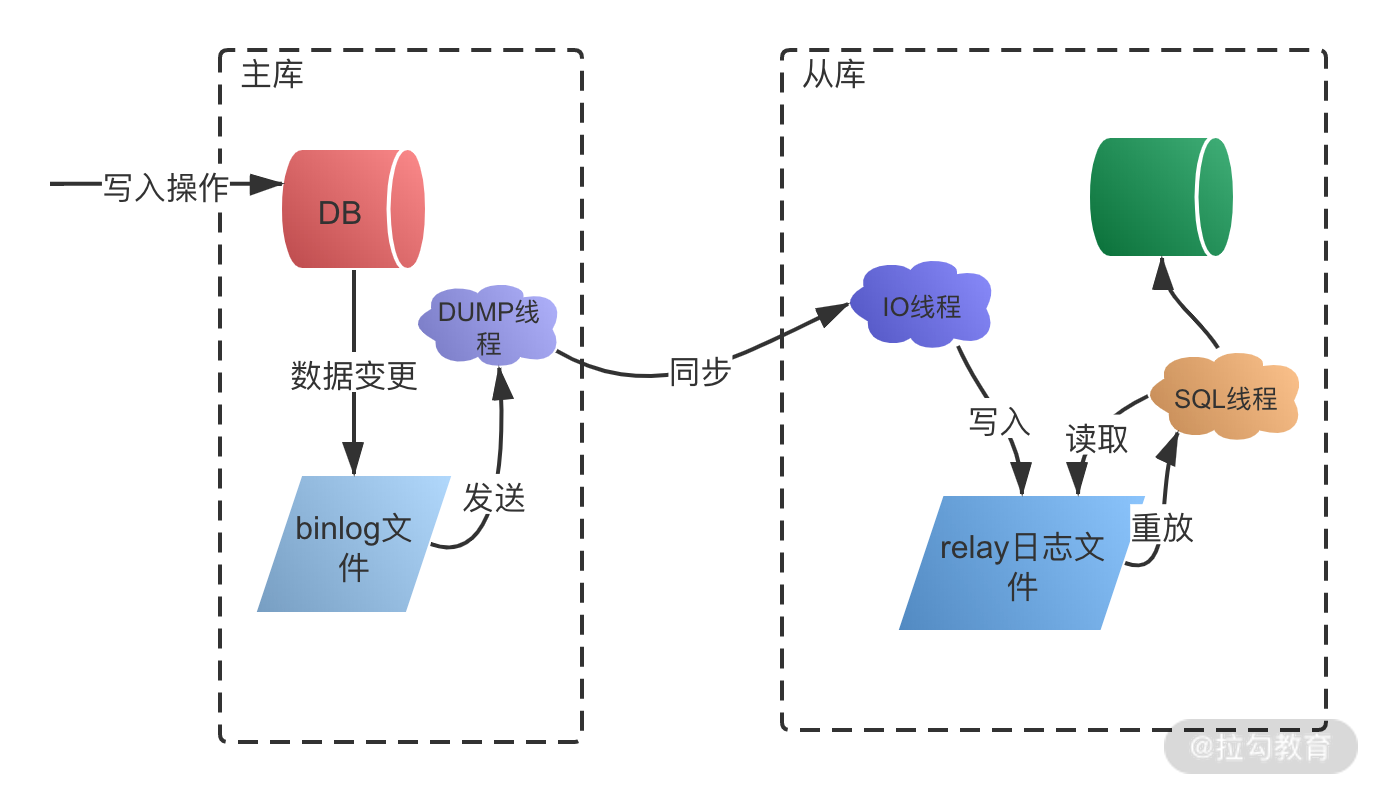 主库
从库
写入操作
DB
DUMP线
程
IO线程
数据变更
同步
SQL线程
写入
读取
发送
binlog文
件
重放
relay日志文
件
@拉勾教育